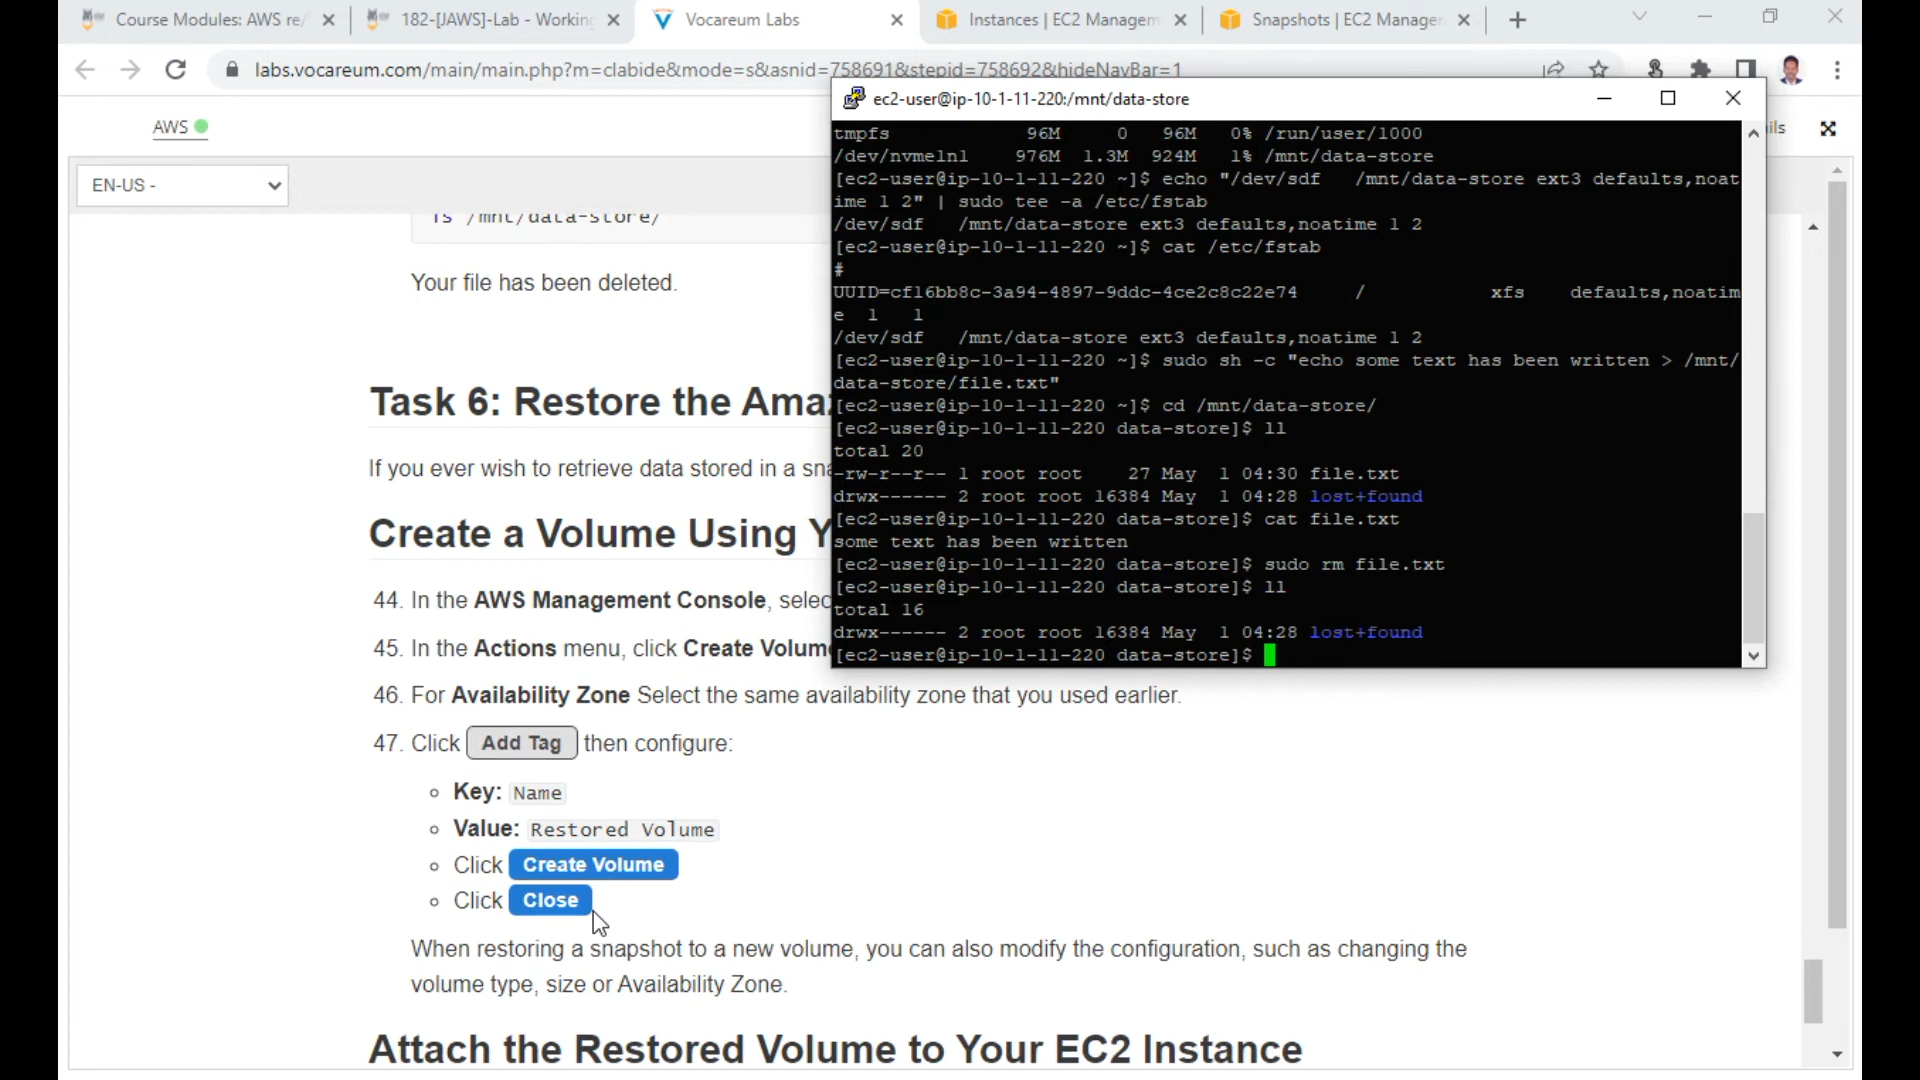 Course Modules: AWS re/
182-[JAWS]-Lab - Working
Vocareum Labs
Instances | EC2 Managem
Snapshots | EC2 Manage
labs.vocareum.com/main/main.php?m=clabide&mode=s&asnid=758691&stepid=758692&hideNavBar=1
AWS
ils
EN-US -
ls /mnt/data-store/
Your file has been deleted.
Task 6: Restore the Ama
If you ever wish to retrieve data stored in a sna
Create a Volume Using Y
44. In the AWS Management Console, selec
45. In the Actions menu, click Create Volum
46. For Availability Zone Select the same availability zone that you used earlier.
47. Click Add Tag then configure:
Key: Name
Value: Restored Volume
Click Create Volume
Click Close
When restoring a snapshot to a new volume, you can also modify the configuration, such as changing the
volume type, size or Availability Zone.
Attach the Restored Volume to Your EC2 Instance
ec2-user@ip-10-1-11-220:/mnt/data-store
tmpfs 96M 0 96M 0% /run/user/1000
/dev/nvme1n1 976M 1.3M 924M 1% /mnt/data-store
[ec2-user@ip-10-1-11-220 ~]$ echo "/dev/sdf /mnt/data-store ext3 defaults,noat
ime 1 2" | sudo tee -a /etc/fstab
/dev/sdf /mnt/data-store ext3 defaults,noatime 1 2
[ec2-user@ip-10-1-11-220 ~]$ cat /etc/fstab
#
UUID=cf16bb8c-3a94-4897-9ddc-4ce2c8c22e74 / xfs defaults,noatim
e 1 1
/dev/sdf /mnt/data-store ext3 defaults,noatime 1 2
[ec2-user@ip-10-1-11-220 ~]$ sudo sh -c "echo some text has been written > /mnt/
data-store/file.txt"
[ec2-user@ip-10-1-11-220 ~]$ cd /mnt/data-store/
[ec2-user@ip-10-1-11-220 data-store]$ ll
total 20
-rw-r--r-- 1 root root 27 May 1 04:30 file.txt
drwx------ 2 root root 16384 May 1 04:28 lost+found
[ec2-user@ip-10-1-11-220 data-store]$ cat file.txt
some text has been written
[ec2-user@ip-10-1-11-220 data-store]$ sudo rm file.txt
[ec2-user@ip-10-1-11-220 data-store]$ ll
total 16
drwx------ 2 root root 16384 May 1 04:28 lost+found
[ec2-user@ip-10-1-11-220 data-store]$